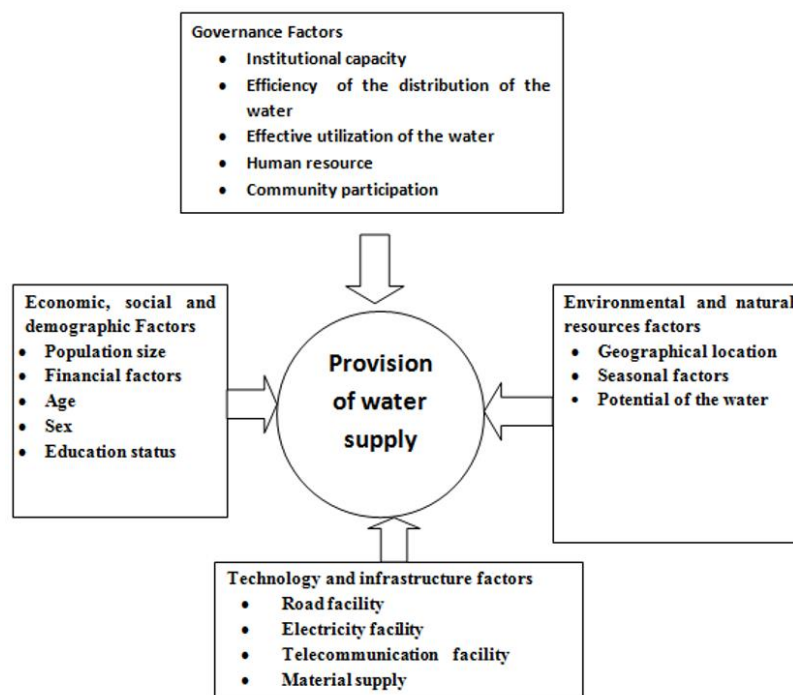 Governance Factors
• Institutional capacity
• Efficiency of the distribution of the
water
• Effective utilization of the water
• Human resource
• Community participation
Economic, social and
demographic Factors
• Population size
• Financial factors
• Age
• Sex
• Education status
Provision
of water
supply
Environmental and natural
resources factors
• Geographical location
• Seasonal factors
• Potential of the water
Technology and infrastructure factors
• Road facility
• Electricity facility
• Telecommunication facility
• Material supply